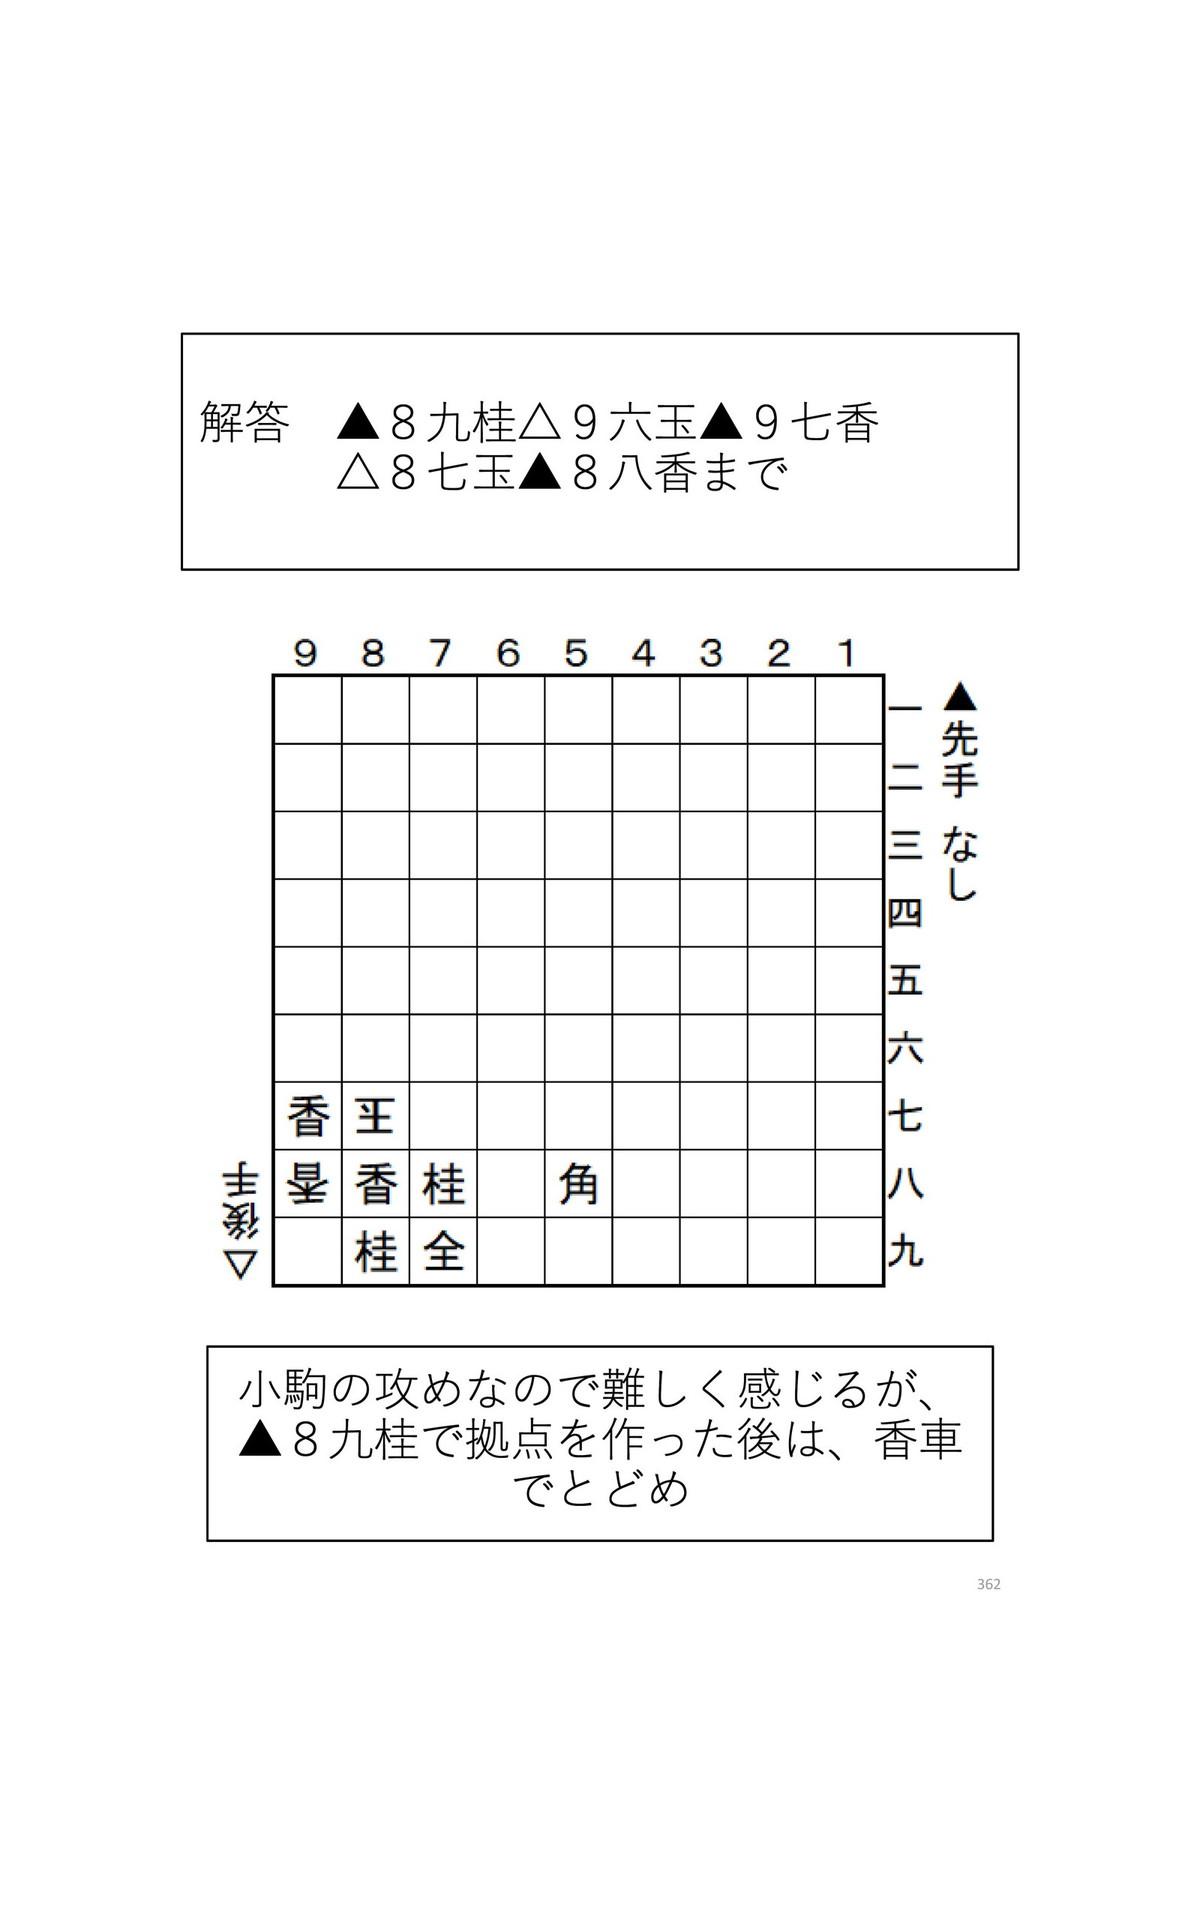 解答　▲８九桂△９六玉▲９七香
△８七玉▲８八香まで
9 8 7 6 5 4 3 2 1
一
二
三
四
五
六
七
八
九
▲先手 なし
香 王
香 香 桂 角
桂 全
△後手
小駒の攻めなので難しく感じるが、
▲８九桂で拠点を作った後は、香車
でとどめ
362